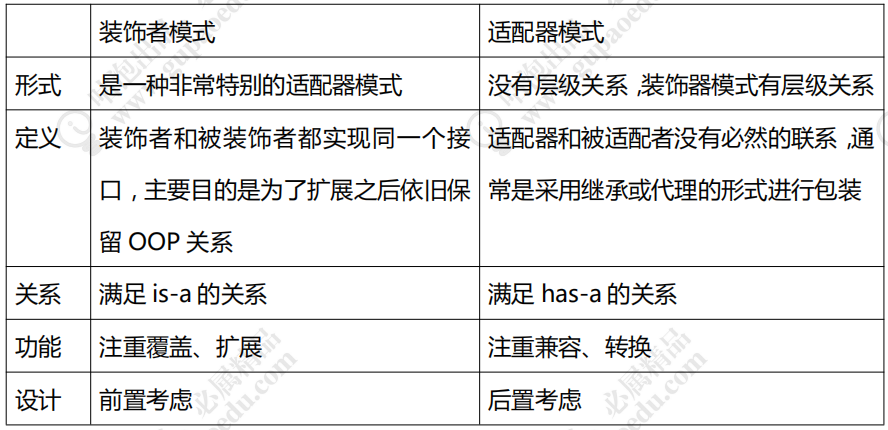 装饰者模式 适配器模式
形式 是一种非常特别的适配器模式 没有层级关系,装饰器模式有层级关系
定义 装饰者和被装饰者都实现同一个接 适配器和被适配者没有必然的联系,通
口,主要目的是为了扩展之后依旧保 常是采用继承或代理的形式进行包装
留 OOP 关系
关系 满足 is-a 的关系 满足 has-a 的关系
功能 注重覆盖、扩展 注重兼容、转换
设计 前置考虑 后置考虑